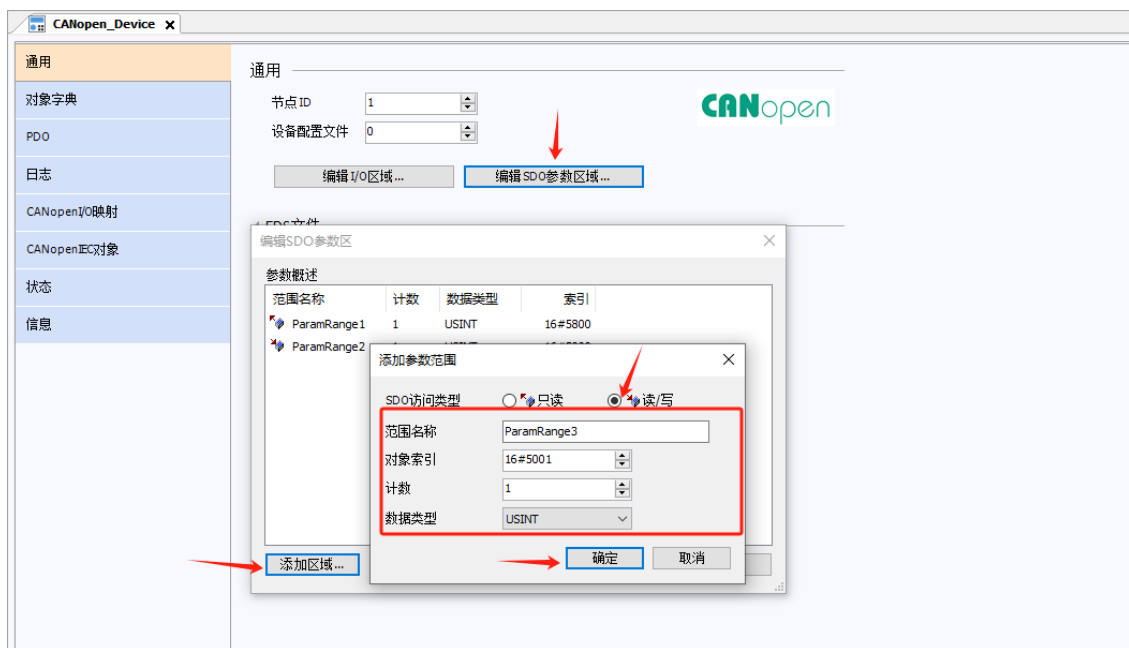 CANopen_Device
通用
对象字典
PDO
日志
CANopenI/O映射
CANopenIEC对象
状态
信息
通用
节点ID 1
设备配置文件 0
CANopen
编辑I/O区域... 编辑SDO参数区域...
编辑SDO参数区
参数概述
范围名称 计数 数据类型 索引
ParamRange1 1 USINT 16#5800
ParamRange2
添加参数范围
SDO访问类型 只读 读/写
范围名称 ParamRange3
对象索引 16#5001
计数 1
数据类型 USINT
确定 取消
添加区域...